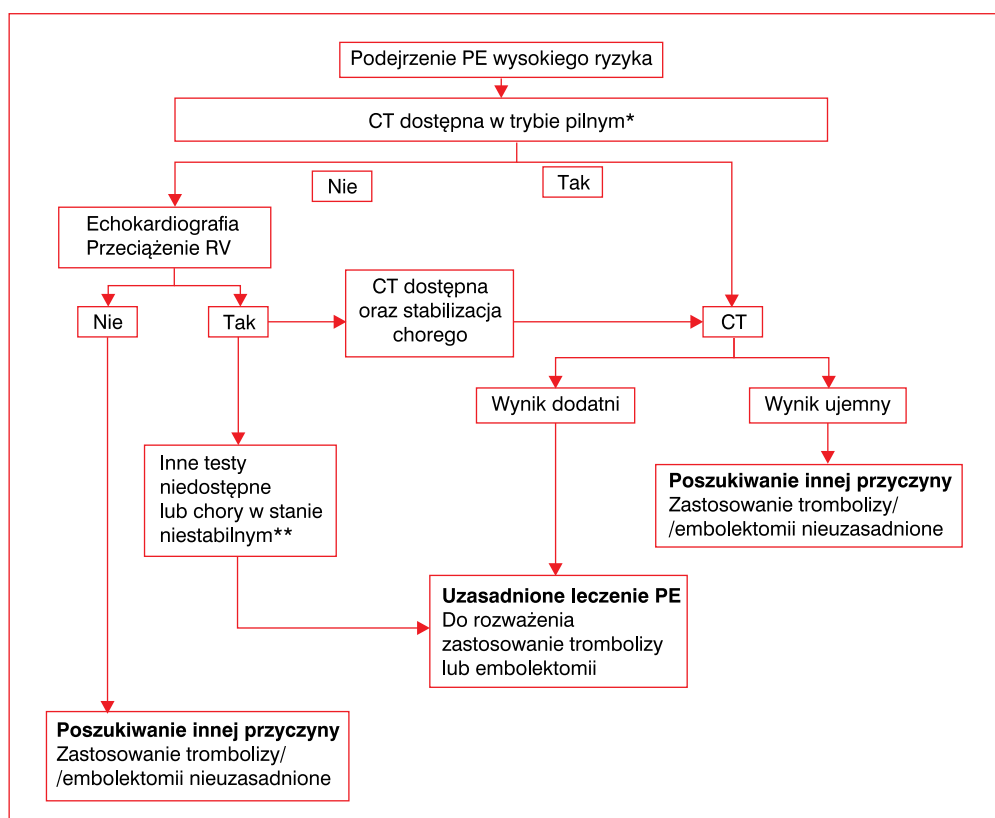 Podejrzenie PE wysokiego ryzyka
CT dostępna w trybie pilnym*
Nie
Tak
Echokardiografia
Przeciążenie RV
Nie
Tak
CT dostępna
oraz stabilizacja
chorego
CT
Wynik dodatni
Wynik ujemny
Inne testy
niedostępne
lub chory w stanie
niestabilnym**
Poszukiwanie innej przyczyny
Zastosowanie trombolizy/
/embolektomii nieuzasadnione
Uzasadnione leczenie PE
Do rozważenia
zastosowanie trombolizy
lub embolektomii
Poszukiwanie innej przyczyny
Zastosowanie trombolizy/
/embolektomii nieuzasadnione